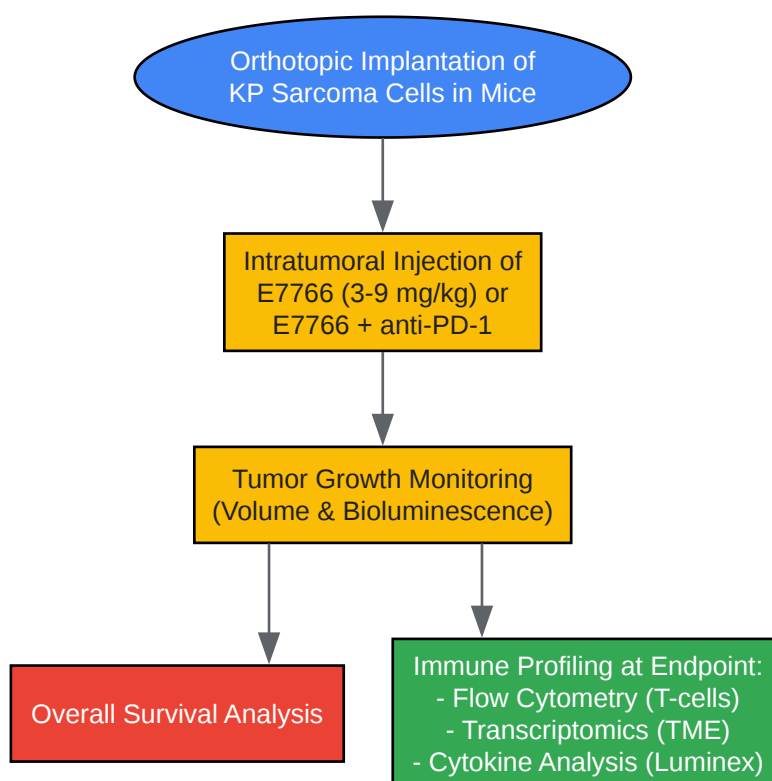 Orthotopic Implantation of
KP Sarcoma Cells in Mice
Intratumoral Injection of
E7766 (3-9 mg/kg) or
E7766 + anti-PD-1
Tumor Growth Monitoring
(Volume & Bioluminescence)
Overall Survival Analysis
Immune Profiling at Endpoint:
- Flow Cytometry (T-cells)
- Transcriptomics (TME)
- Cytokine Analysis (Luminex)